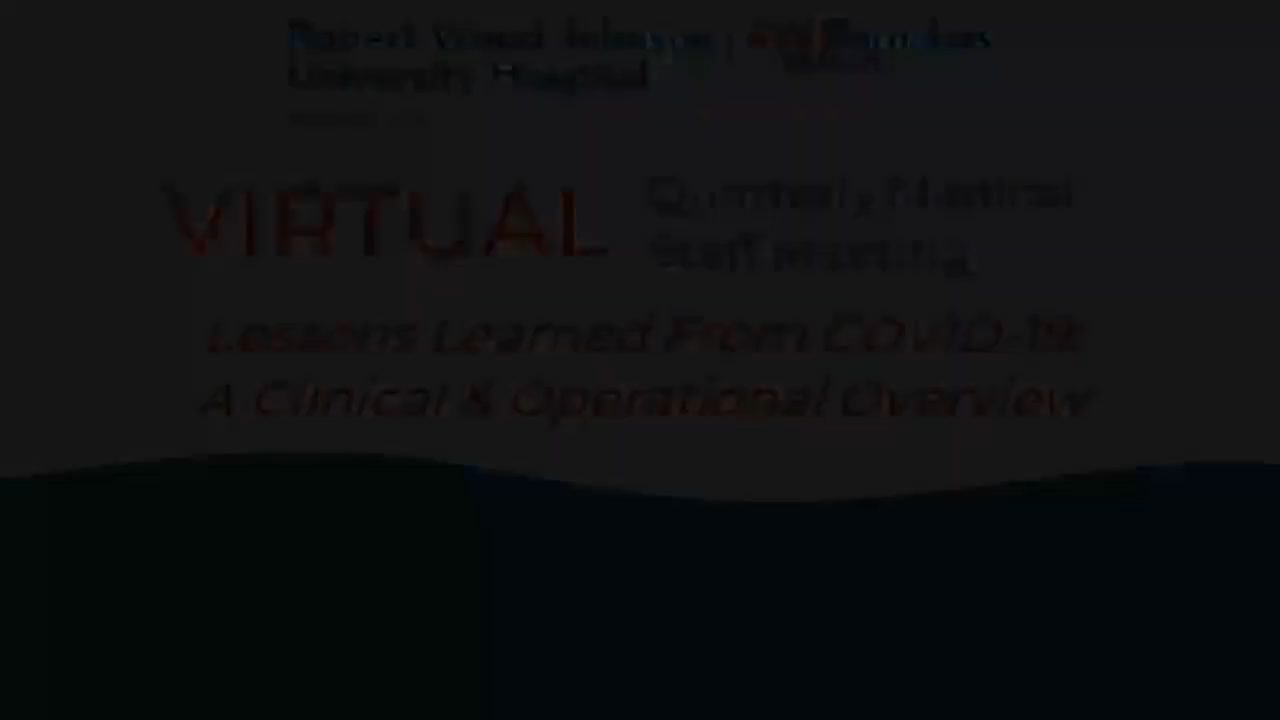 Robert Wood Johnson | RWJBarnabas
University Hospital HEALTH
VIRTUAL Quarterly Medical
Staff Meeting
Lessons Learned From COVID-19:
A Clinical & Operational Overview